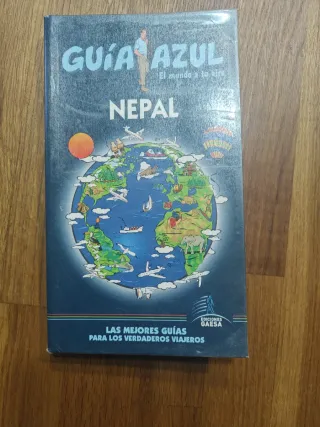 GUÍA AZUL
El mundo a tu aire
NEPAL
LAS MEJORES GUÍAS
PARA LOS VERDADEROS VIAJEROS
EDICIONES
GAESA